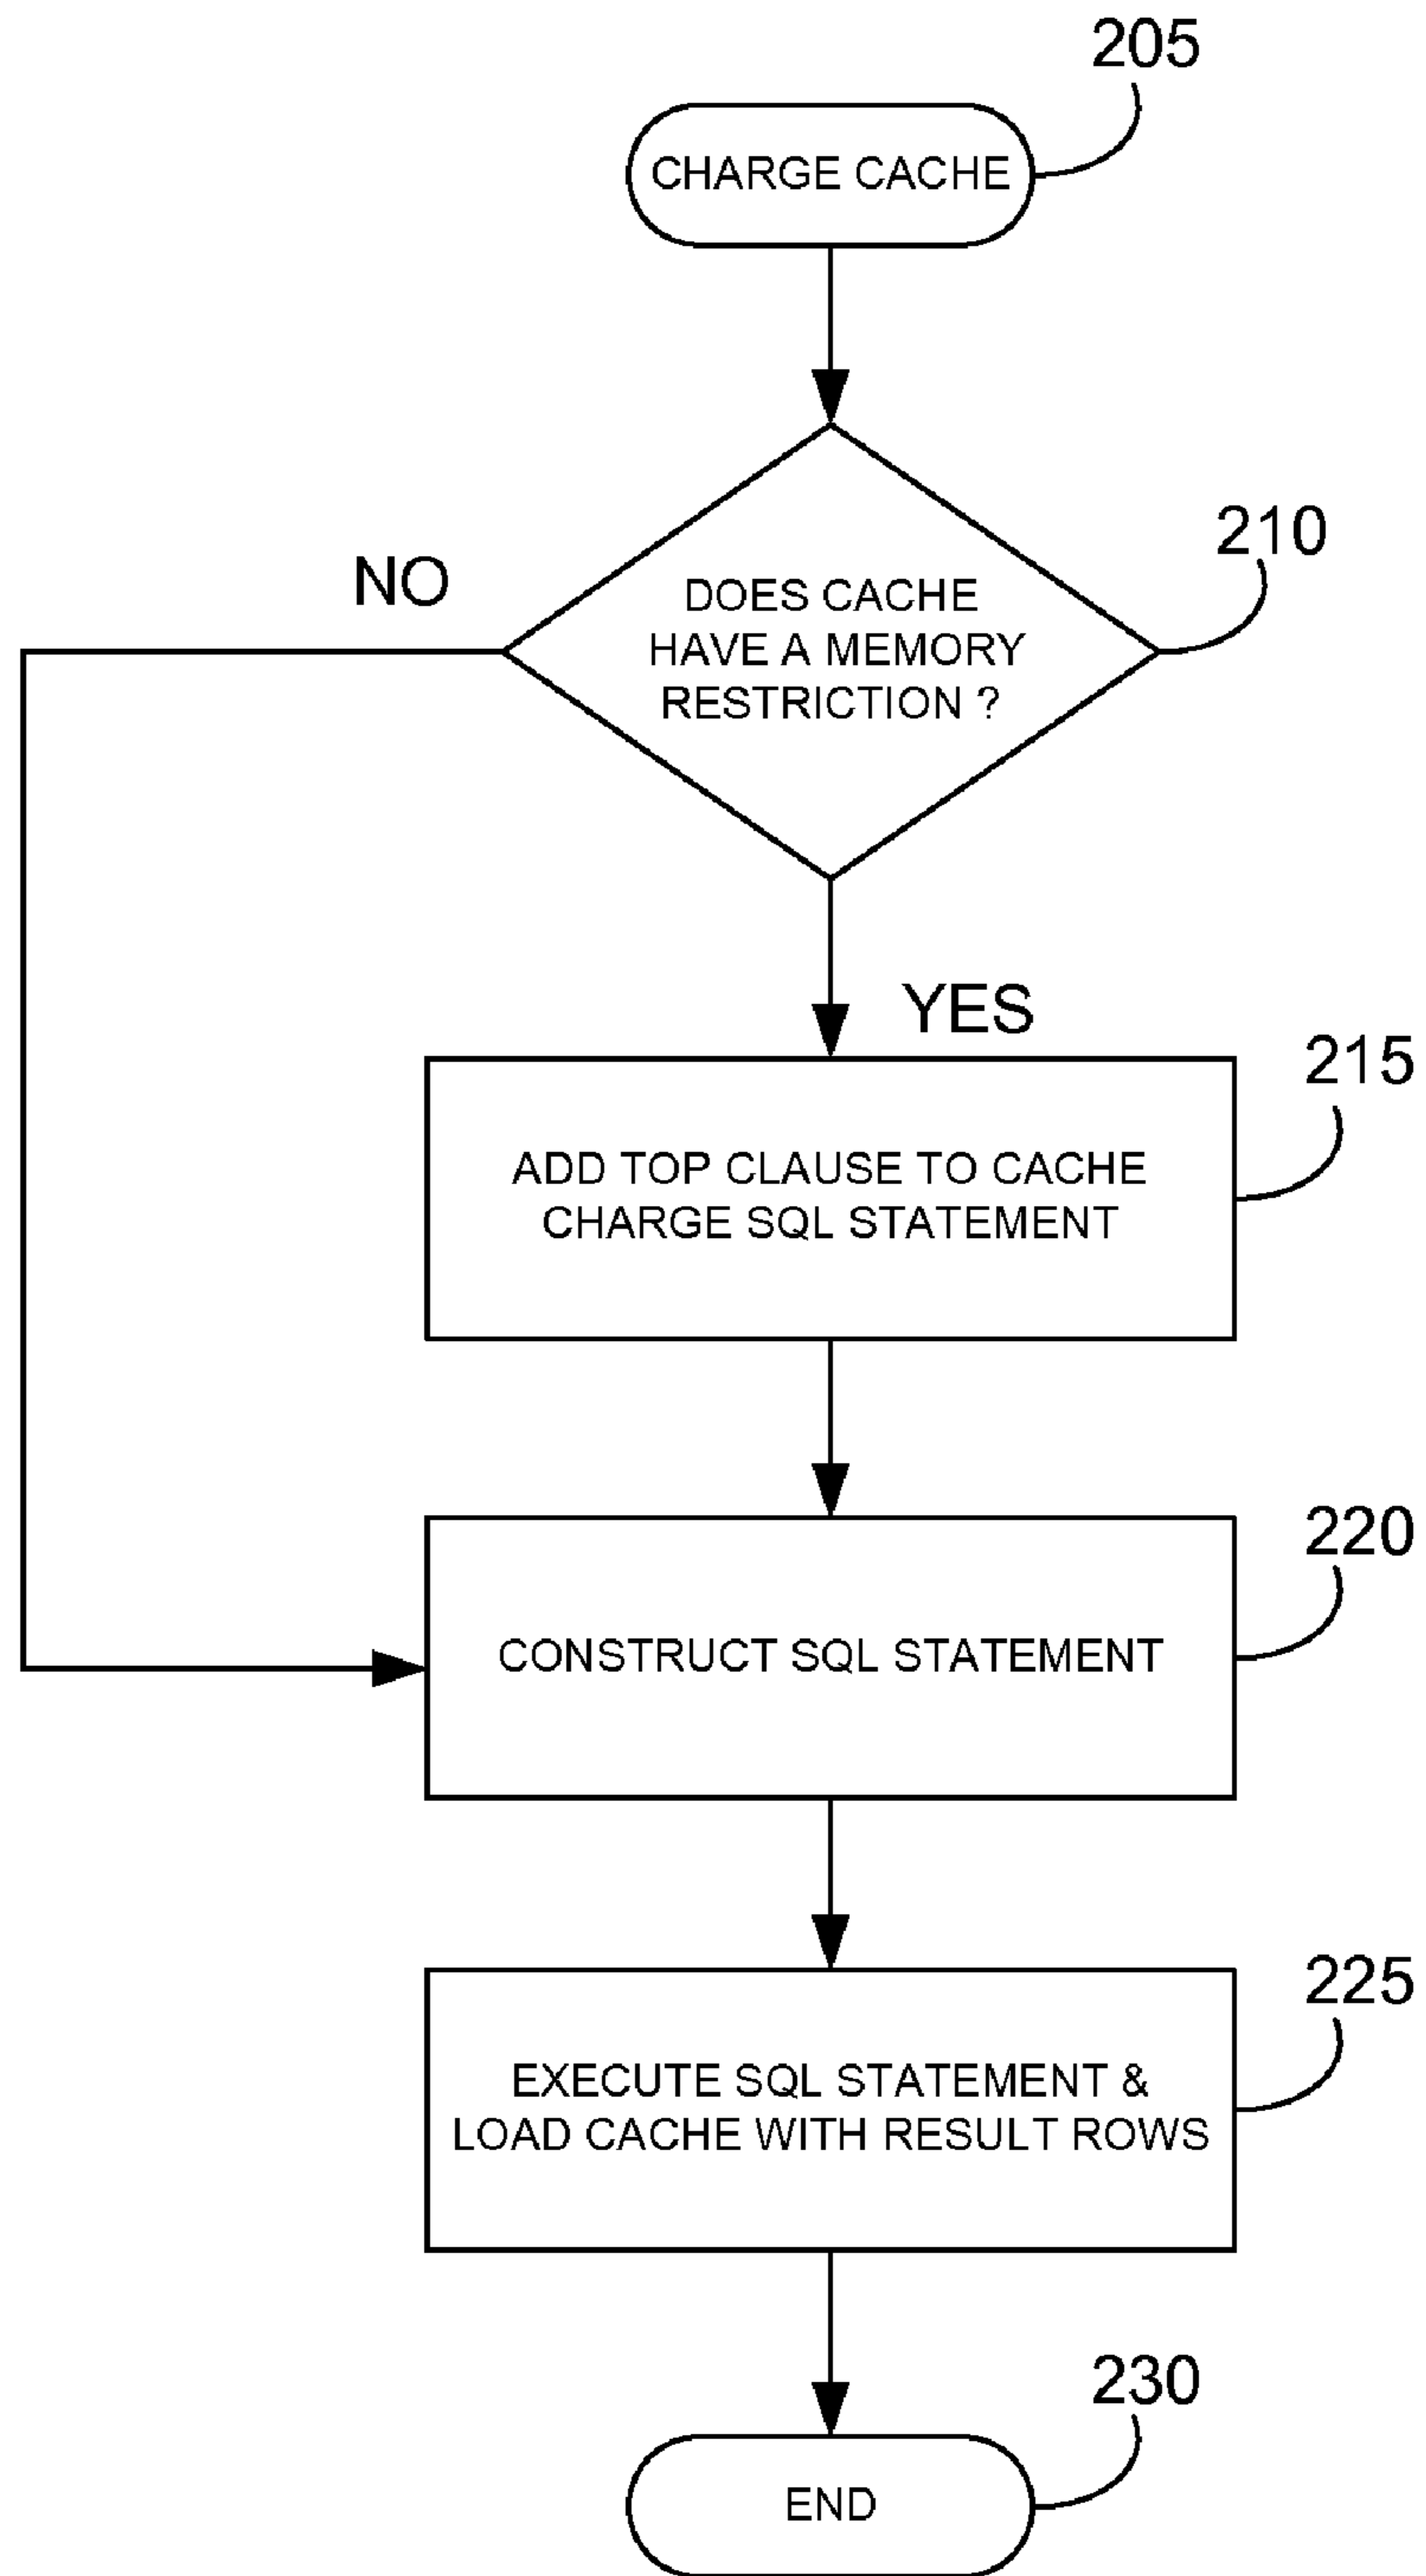 205
CHARGE CACHE
210
NO
DOES CACHE
HAVE A MEMORY
RESTRICTION ?
YES
215
ADD TOP CLAUSE TO CACHE
CHARGE SQL STATEMENT
220
CONSTRUCT SQL STATEMENT
225
EXECUTE SQL STATEMENT &
LOAD CACHE WITH RESULT ROWS
230
END